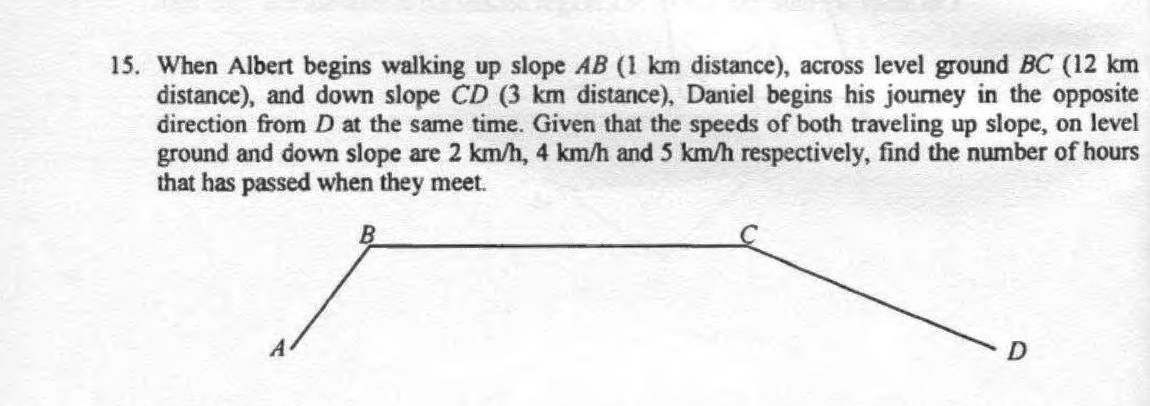 15. When Albert begins walking up slope AB (1 km distance), across level ground BC (12 km
distance), and down slope CD (3 km distance), Daniel begins his journey in the opposite
direction from D at the same time. Given that the speeds of both traveling up slope, on level
ground and down slope are 2 km/h, 4 km/h and 5 km/h respectively, find the number of hours
that has passed when they meet.
B
C
A
D